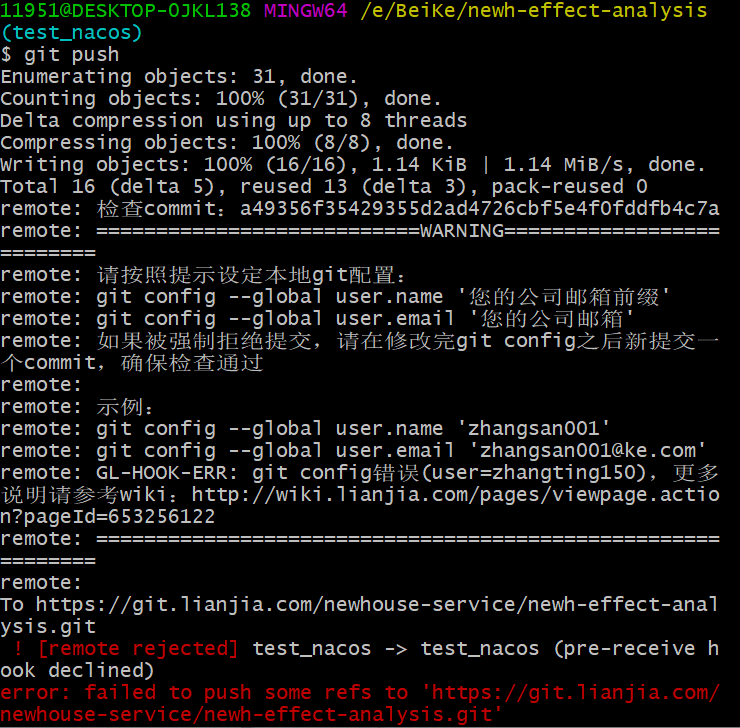 11951@DESKTOP-OJKL138 MINGW64 /e/BeiKe/newh-effect-analysis
(test_nacos)
$ git push
Enumerating objects: 31, done.
Counting objects: 100% (31/31), done.
Delta compression using up to 8 threads
Compressing objects: 100% (8/8), done.
Writing objects: 100% (16/16), 1.14 KiB | 1.14 MiB/s, done.
Total 16 (delta 5), reused 13 (delta 3), pack-reused 0
remote: 检查commit：a49356f35429355d2ad4726cbf5e4f0fddfb4c7a
remote: ===========================WARNING==================
========
remote: 请按照提示设定本地git配置：
remote: git config --global user.name '您的公司邮箱前缀'
remote: git config --global user.email '您的公司邮箱'
remote: 如果被强制拒绝提交，请在修改完git config之后新提交一
个commit，确保检查通过
remote:
remote: 示例：
remote: git config --global user.name 'zhangsan001'
remote: git config --global user.email 'zhangsan001@ke.com'
remote: GL-HOOK-ERR: git config错误(user=zhangting150)，更多
说明请参考wiki：http://wiki.lianjia.com/pages/viewpage.actio
n?pageId=653256122
remote: ====================================================
========
remote:
To https://git.lianjia.com/newhouse-service/newh-effect-anal
ysis.git
 ! [remote rejected] test_nacos -> test_nacos (pre-receive h
ook declined)
error: failed to push some refs to 'https://git.lianjia.com/
newhouse-service/newh-effect-analysis.git'